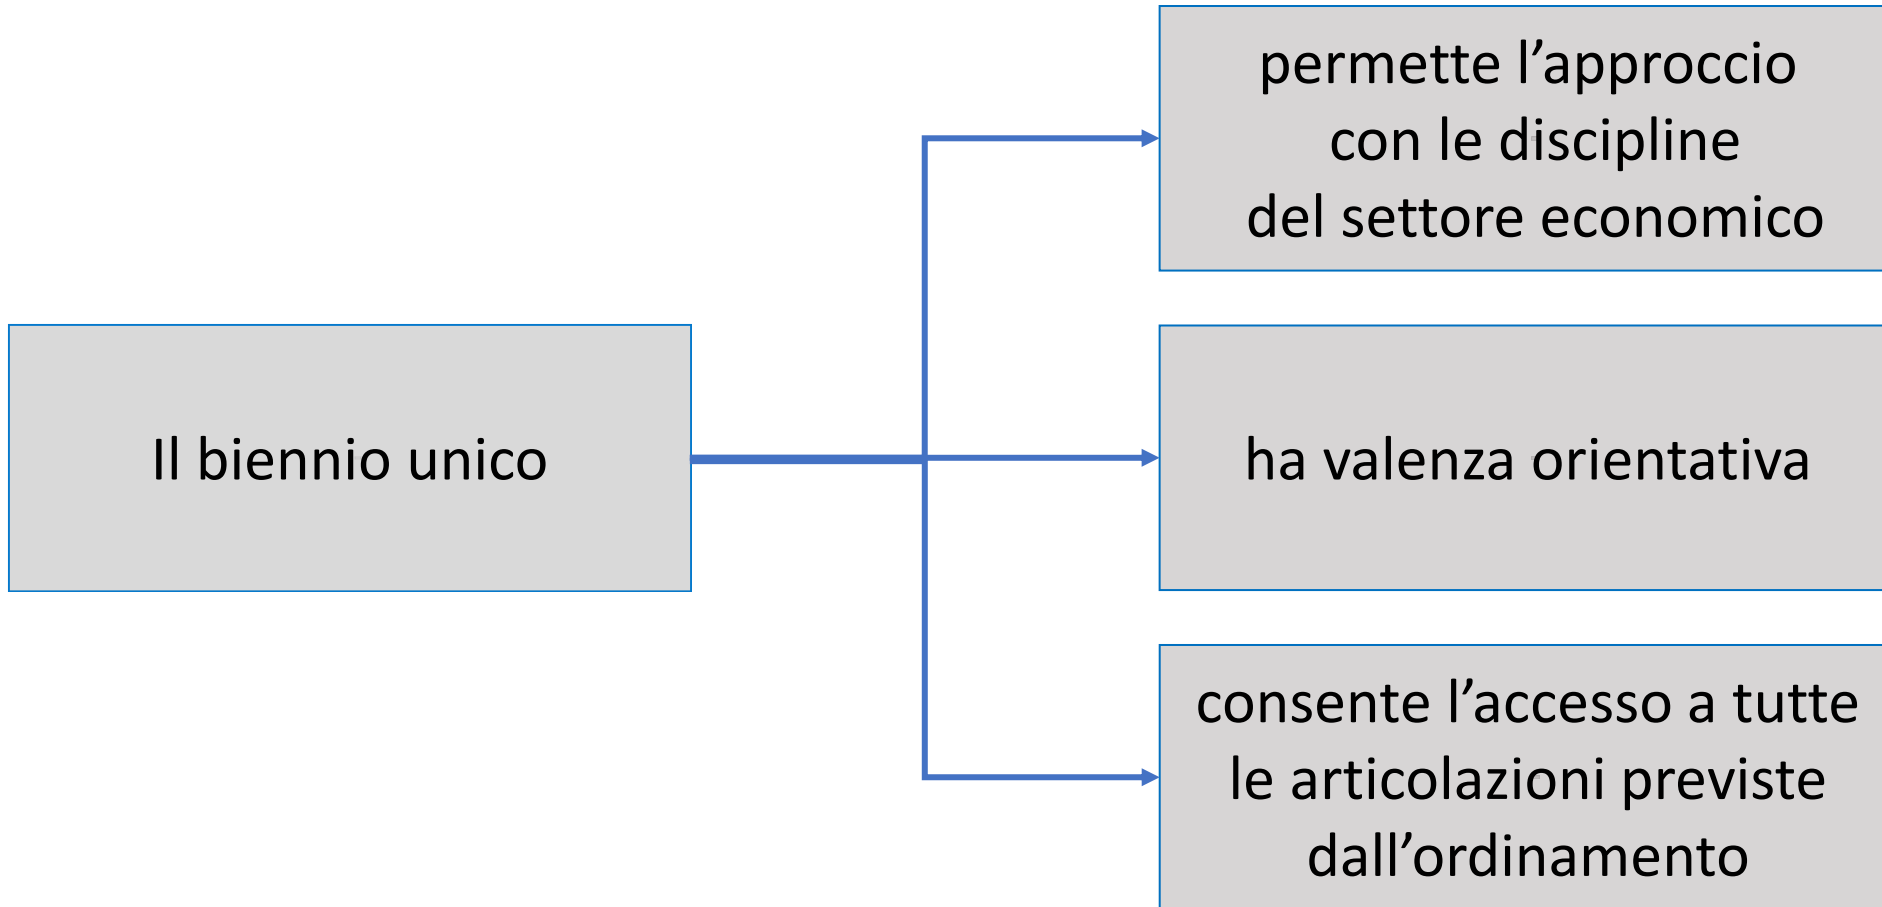 Il biennio unico
permette l’approccio
con le discipline
del settore economico
ha valenza orientativa
consente l’accesso a tutte
le articolazioni previste
dall’ordinamento